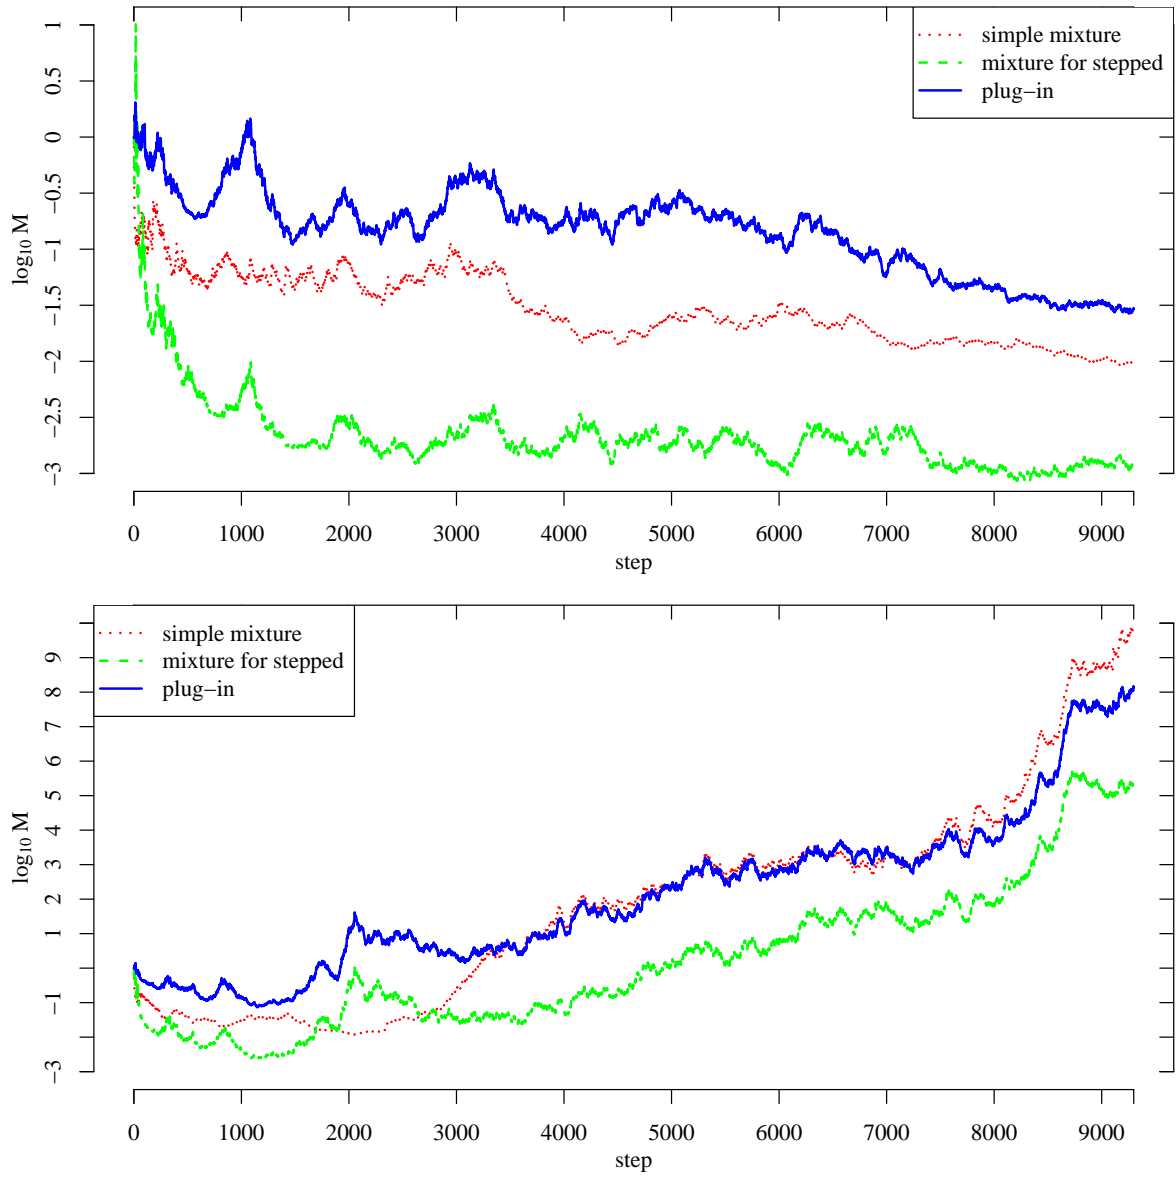 1
0.5
0
−0.5
−1
−1.5
−2
−2.5
−3
log₁₀ M
simple mixture
mixture for stepped
plug−in
0 1000 2000 3000 4000 5000 6000 7000 8000 9000
step
9
8
7
6
5
4
3
2
1
−1
−3
log₁₀ M
simple mixture
mixture for stepped
plug−in
0 1000 2000 3000 4000 5000 6000 7000 8000 9000
step